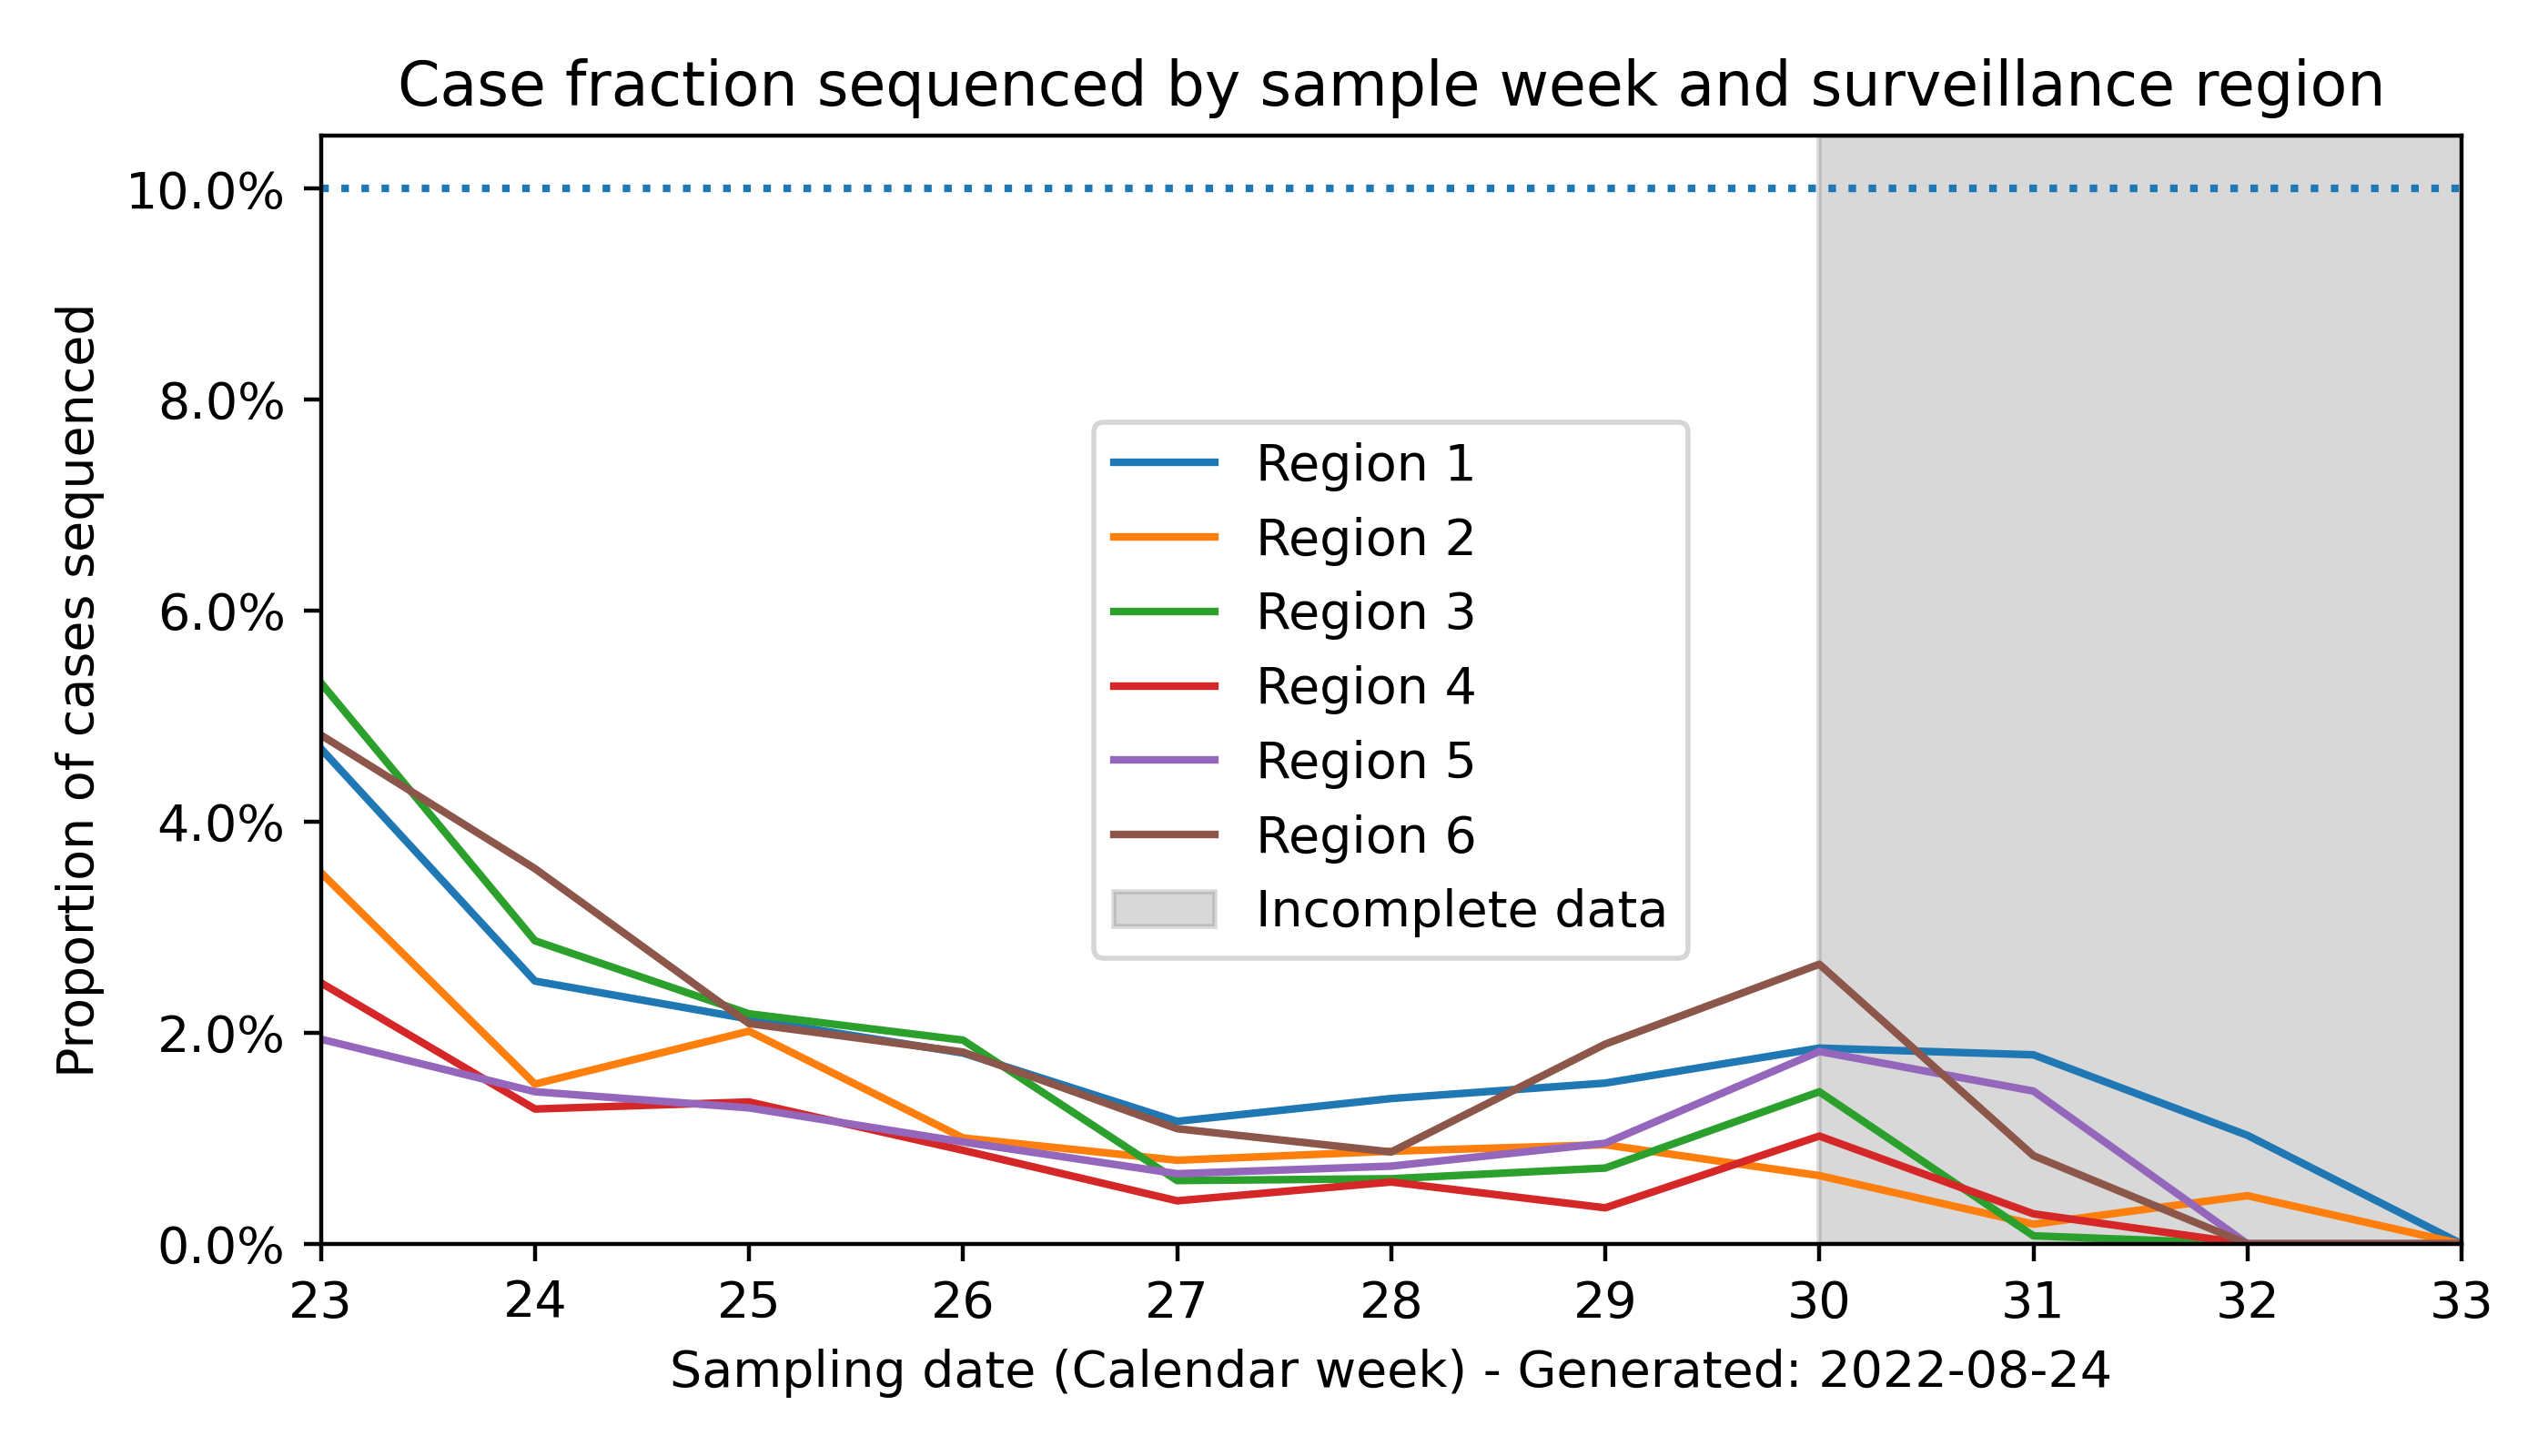 Case fraction sequenced by sample week and surveillance region
Proportion of cases sequenced
10.0%
8.0%
6.0%
4.0%
2.0%
0.0%
Region 1
Region 2
Region 3
Region 4
Region 5
Region 6
Incomplete data
23 24 25 26 27 28 29 30 31 32 33
Sampling date (Calendar week) - Generated: 2022-08-24